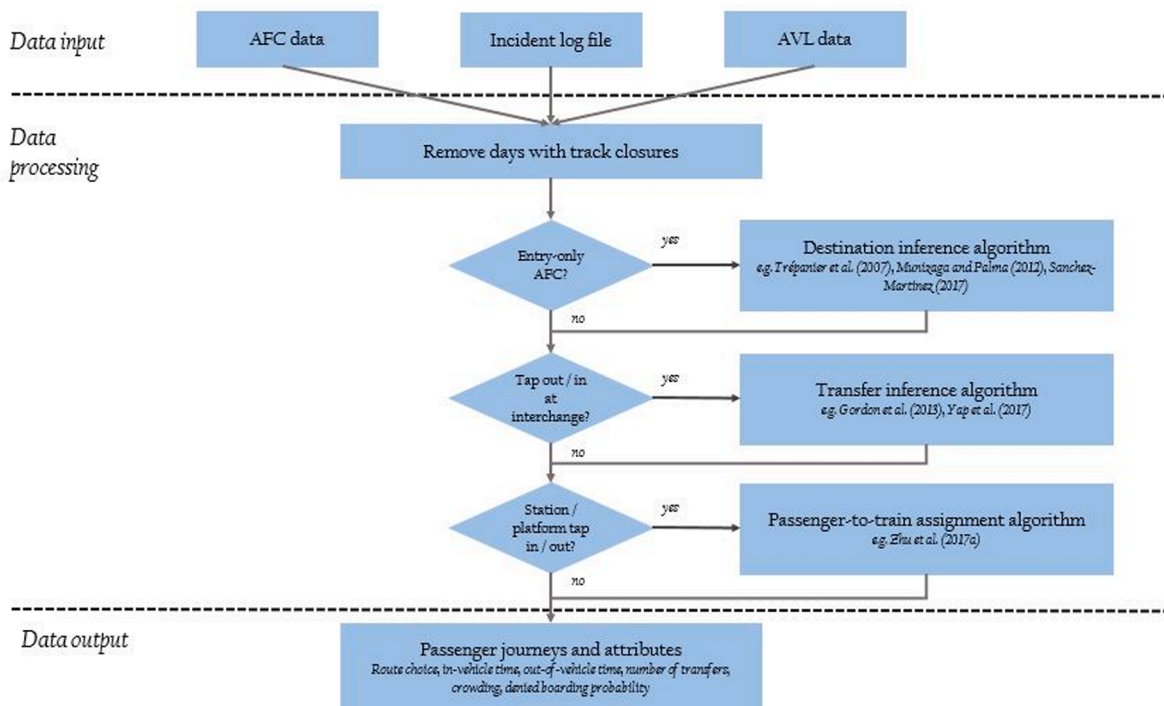 Data input
AFC data
Incident log file
AVL data
Data
processing
Remove days with track closures
Entry-only
AFC?
yes
Destination inference algorithm
e.g. Trépanier et al. (2007), Munizaga and Palma (2012), Sanchez-
Martinez (2017)
no
Tap out / in
at
interchange?
yes
Transfer inference algorithm
e.g. Gordon et al. (2013), Yap et al. (2017)
no
Station /
platform tap
in / out?
yes
Passenger-to-train assignment algorithm
e.g. Zhu et al. (2017a)
no
Data output
Passenger journeys and attributes
Route choice, in-vehicle time, out-of-vehicle time, number of transfers,
crowding, denied boarding probability